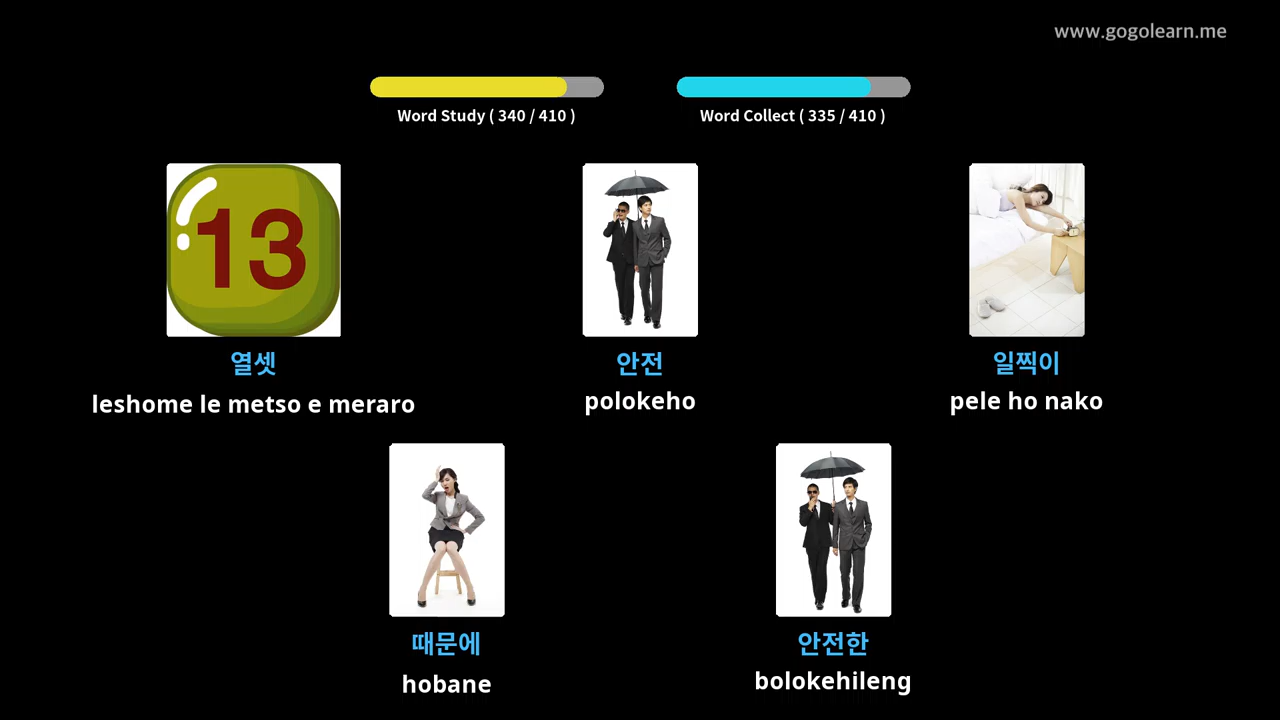 www.gogolearn.me
Word Study ( 340 / 410 )
Word Collect ( 335 / 410 )
13
열셋
leshome le metso e meraro
안전
polokeho
일찍이
pele ho nako
때문에
hobane
안전한
bolokehileng